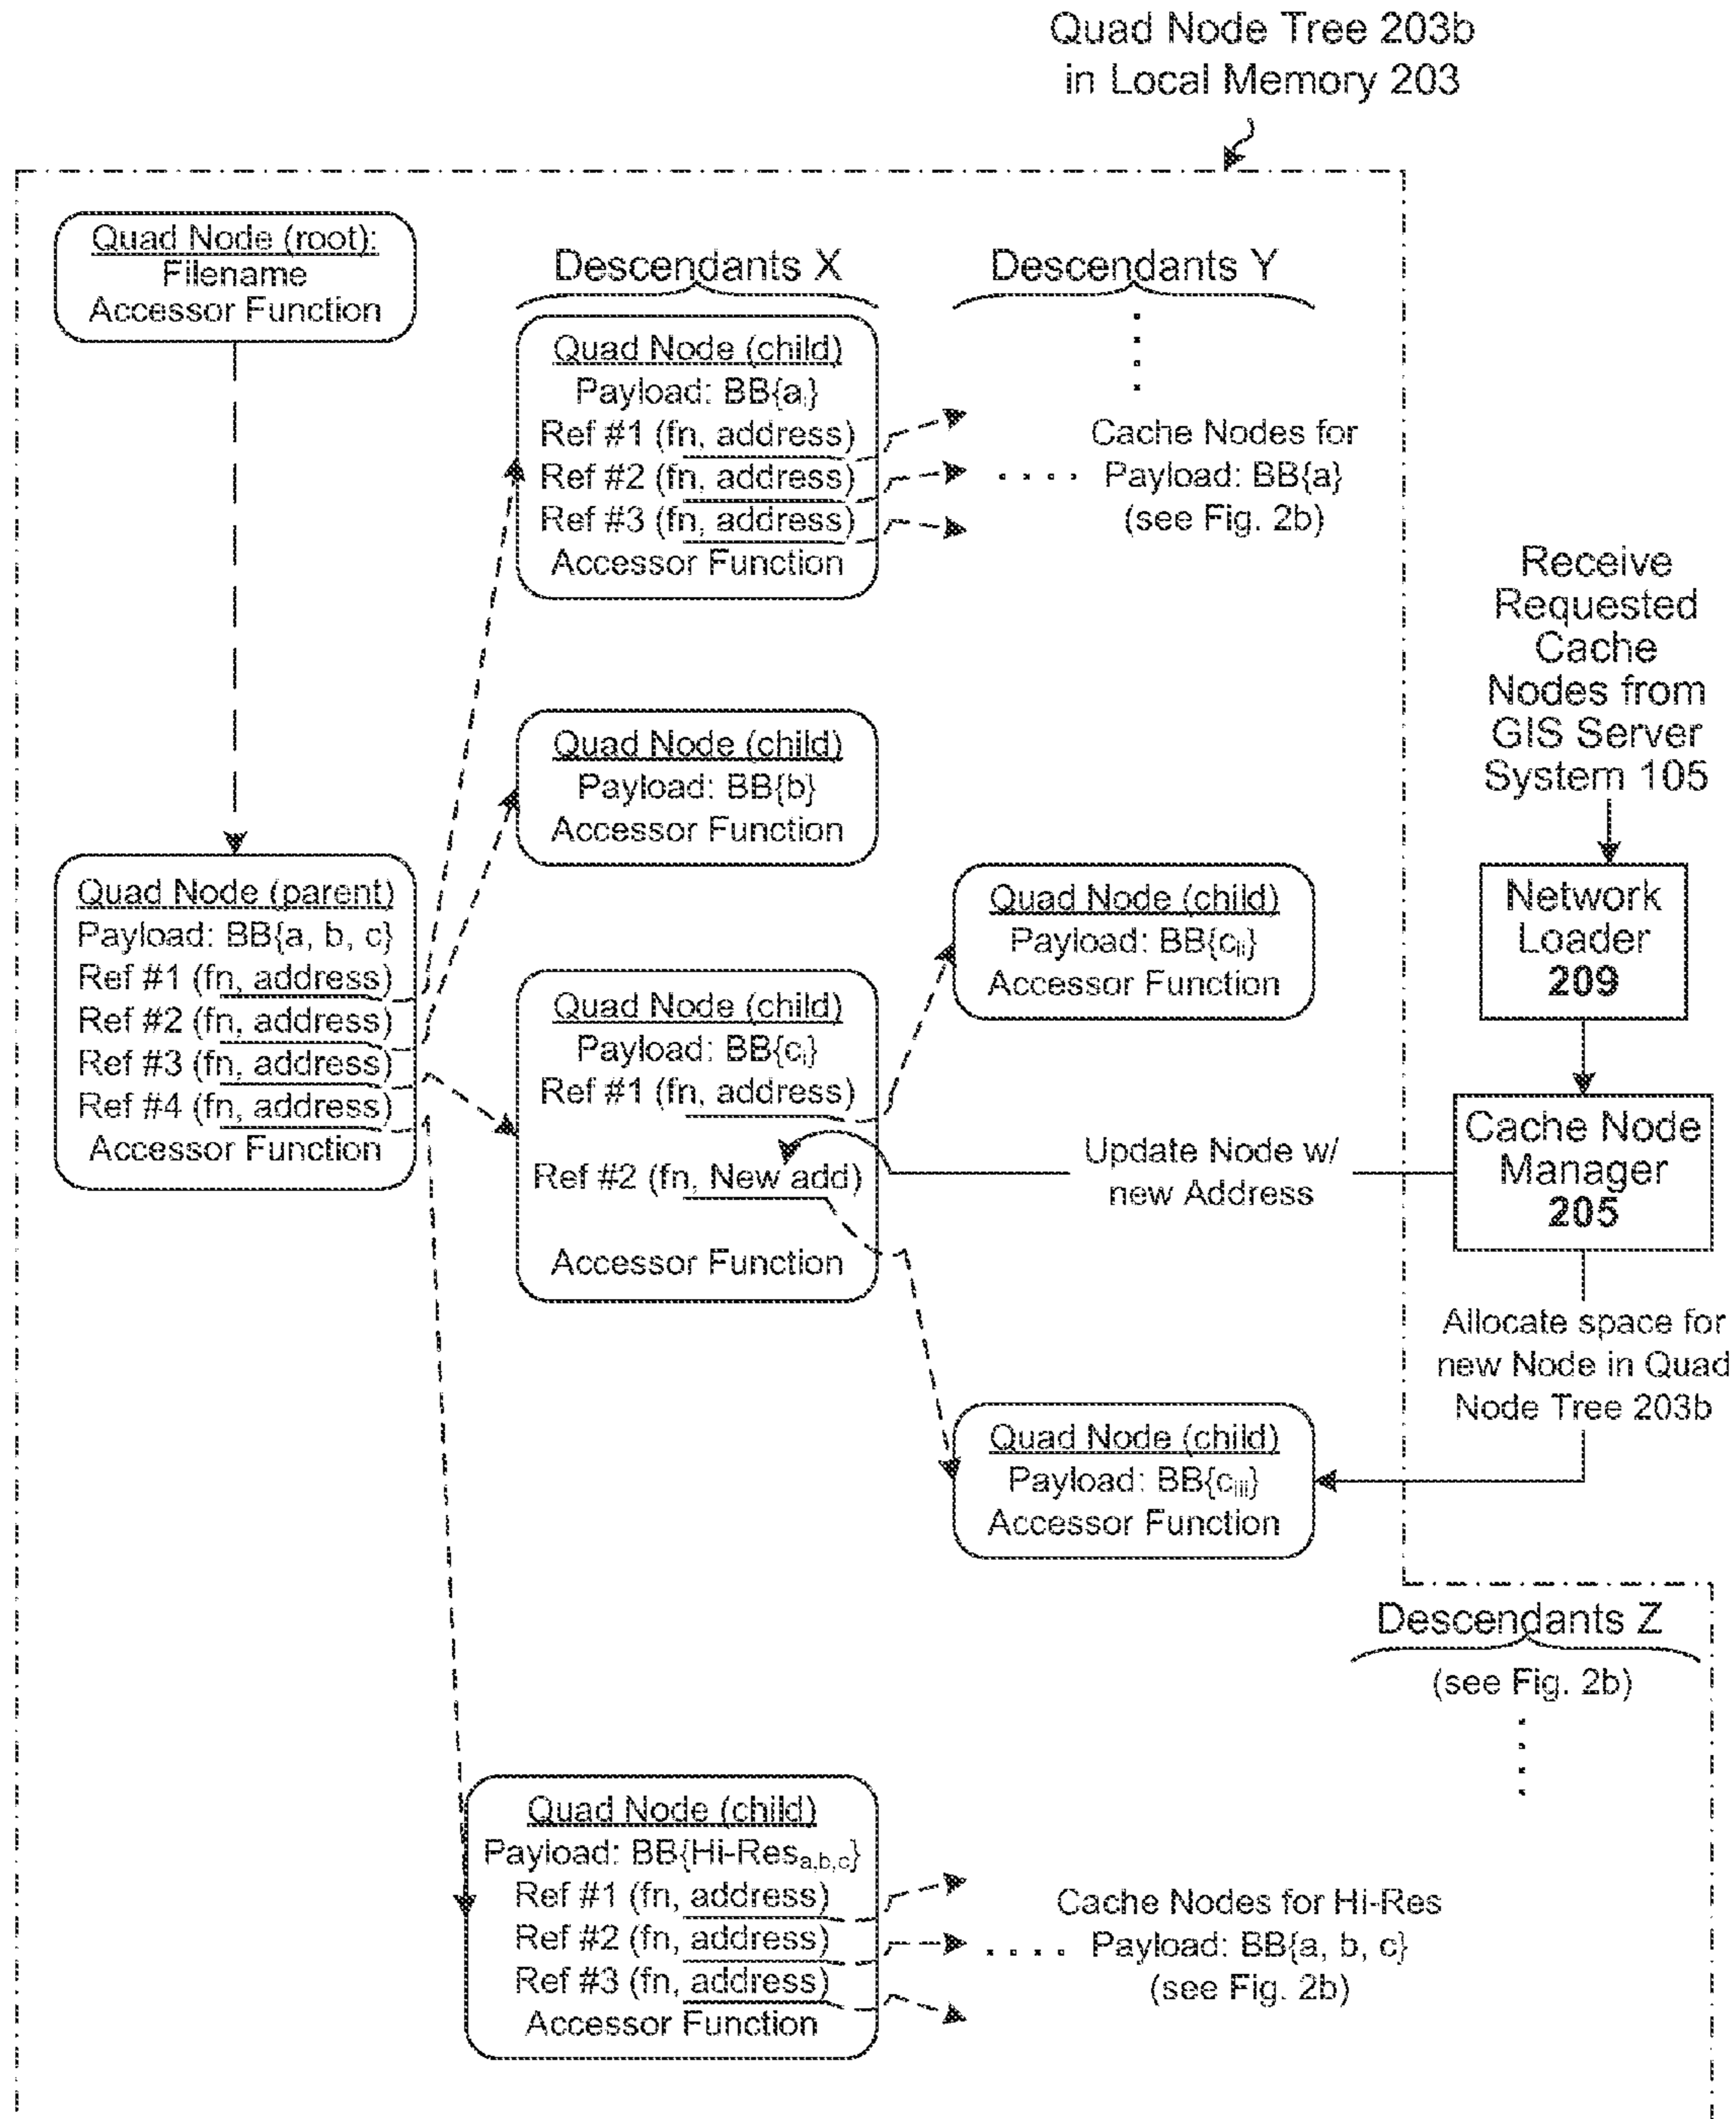 Quad Node Tree 203b
in Local Memory 203
Quad Node (root):
Filename
Accessor Function
Descendants X
Descendants Y
Quad Node (child)
Payload: BB{aᵢ}
Ref #1 (fn, address)
Ref #2 (fn, address)
Ref #3 (fn, address)
Accessor Function
Cache Nodes for
Payload: BB{a}
(see Fig. 2b)
Receive
Requested
Cache
Nodes from
GIS Server
System 105
Quad Node (child)
Payload: BB{b}
Accessor Function
Quad Node (parent)
Payload: BB{a, b, c}
Ref #1 (fn, address)
Ref #2 (fn, address)
Ref #3 (fn, address)
Ref #4 (fn, address)
Accessor Function
Quad Node (child)
Payload: BB{cᵢ}
Ref #1 (fn, address)
Ref #2 (fn, New add)
Accessor Function
Quad Node (child)
Payload: BB{cᵢᵢ}
Accessor Function
Network
Loader
209
Cache Node
Manager
205
Update Node w/
new Address
Allocate space for
new Node in Quad
Node Tree 203b
Quad Node (child)
Payload: BB{cᵢᵢᵢ}
Accessor Function
Descendants Z
(see Fig. 2b)
Quad Node (child)
Payload: BB{Hi-Resa,b,c}
Ref #1 (fn, address)
Ref #2 (fn, address)
Ref #3 (fn, address)
Accessor Function
Cache Nodes for Hi-Res
Payload: BB{a, b, c}
(see Fig. 2b)